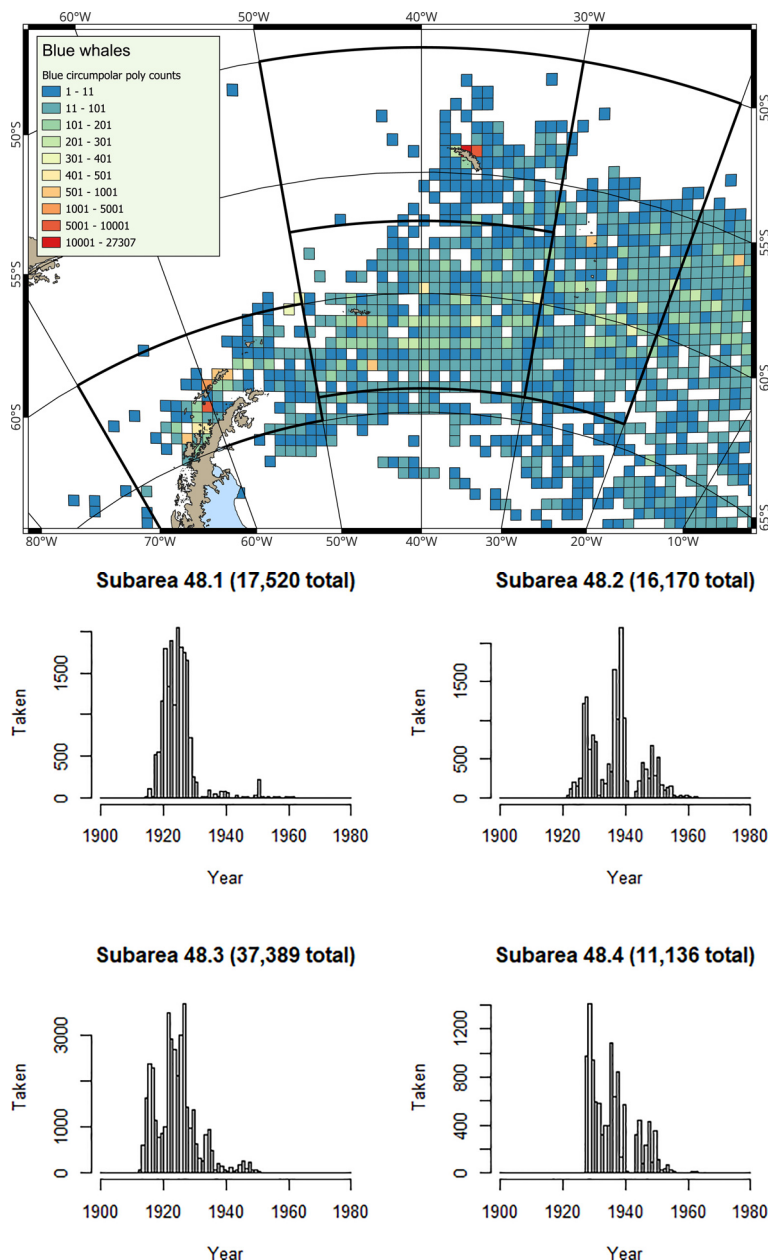 60°W
50°W
40°W
30°W
Blue whales
Blue circumpolar poly counts
1 - 11
11 - 101
101 - 201
201 - 301
301 - 401
401 - 501
501 - 1001
1001 - 5001
5001 - 10001
10001 - 27307
50°S
55°S
60°S
50°S
55°S
60°S
65°S
80°W
70°W
60°W
50°W
40°W
30°W
20°W
10°W
Subarea 48.1 (17,520 total)
Taken
0
500
1500
1900
1920
1940
1960
1980
Year
Subarea 48.2 (16,170 total)
Taken
0
500
1500
1900
1920
1940
1960
1980
Year
Subarea 48.3 (37,389 total)
Taken
0
1000
3000
1900
1920
1940
1960
1980
Year
Subarea 48.4 (11,136 total)
Taken
0
400
800
1200
1900
1920
1940
1960
1980
Year